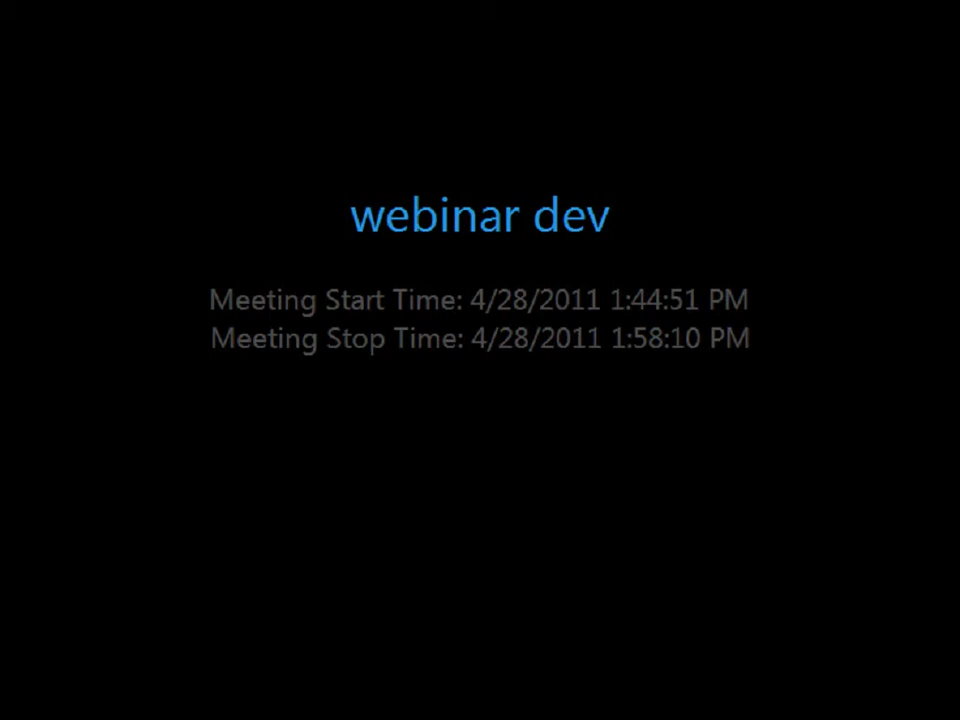 webinar dev
Meeting Start Time: 4/28/2011 1:44:51 PM
Meeting Stop Time: 4/28/2011 1:58:10 PM